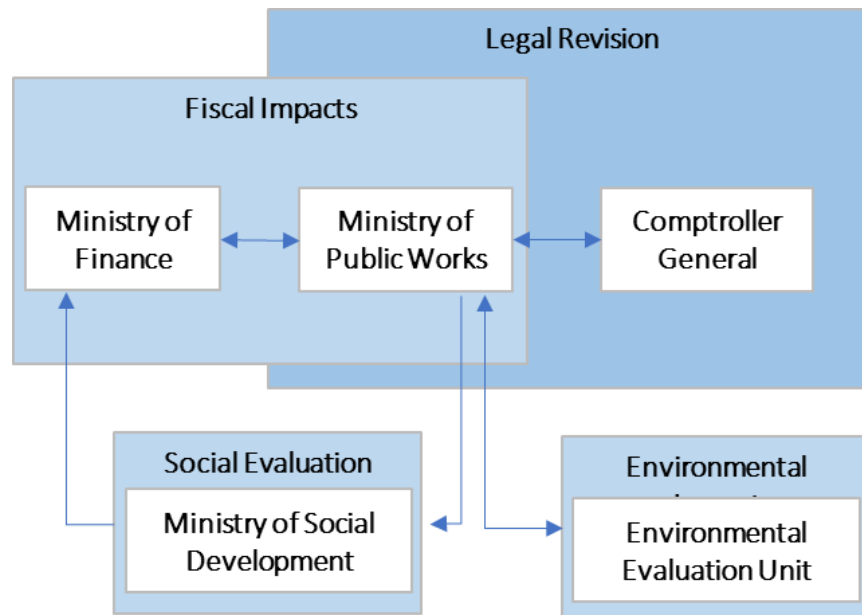 Legal Revision
Fiscal Impacts
Ministry of
Finance
Ministry of
Public Works
Comptroller
General
Social Evaluation
Ministry of Social
Development
Environmental
Environmental
Evaluation Unit